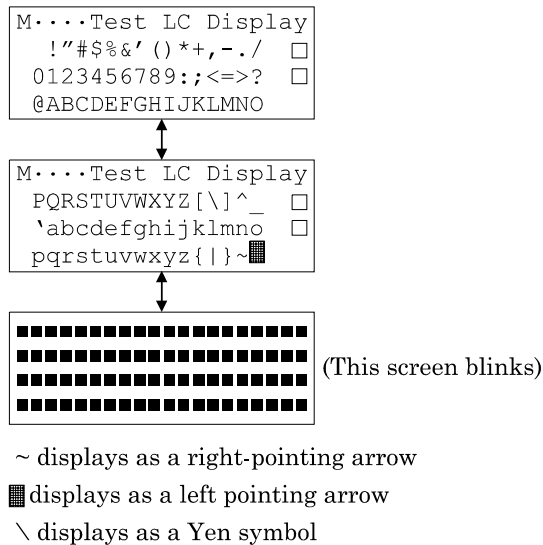 M····Test LC Display
!"#$%&'()*+,-./ □
0123456789:;<=>? □
@ABCDEFGHIJKLMNO
M····Test LC Display
PQRSTUVWXYZ[\]^_ □
‘abcdefghijklmno □
pqrstuvwxyz{|}~▓
■■■■■■■■■■■■■■■■■■■■
■■■■■■■■■■■■■■■■■■■■ (This screen blinks)
■■■■■■■■■■■■■■■■■■■■
■■■■■■■■■■■■■■■■■■■■
~ displays as a right-pointing arrow
▓ displays as a left pointing arrow
\ displays as a Yen symbol